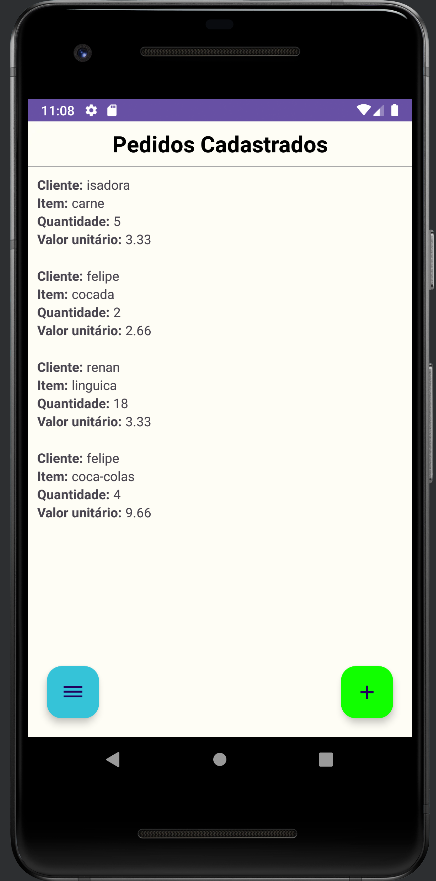 11:08
Pedidos Cadastrados
Cliente: isadora
Item: carne
Quantidade: 5
Valor unitário: 3.33
Cliente: felipe
Item: cocada
Quantidade: 2
Valor unitário: 2.66
Cliente: renan
Item: linguica
Quantidade: 18
Valor unitário: 3.33
Cliente: felipe
Item: coca-colas
Quantidade: 4
Valor unitário: 9.66